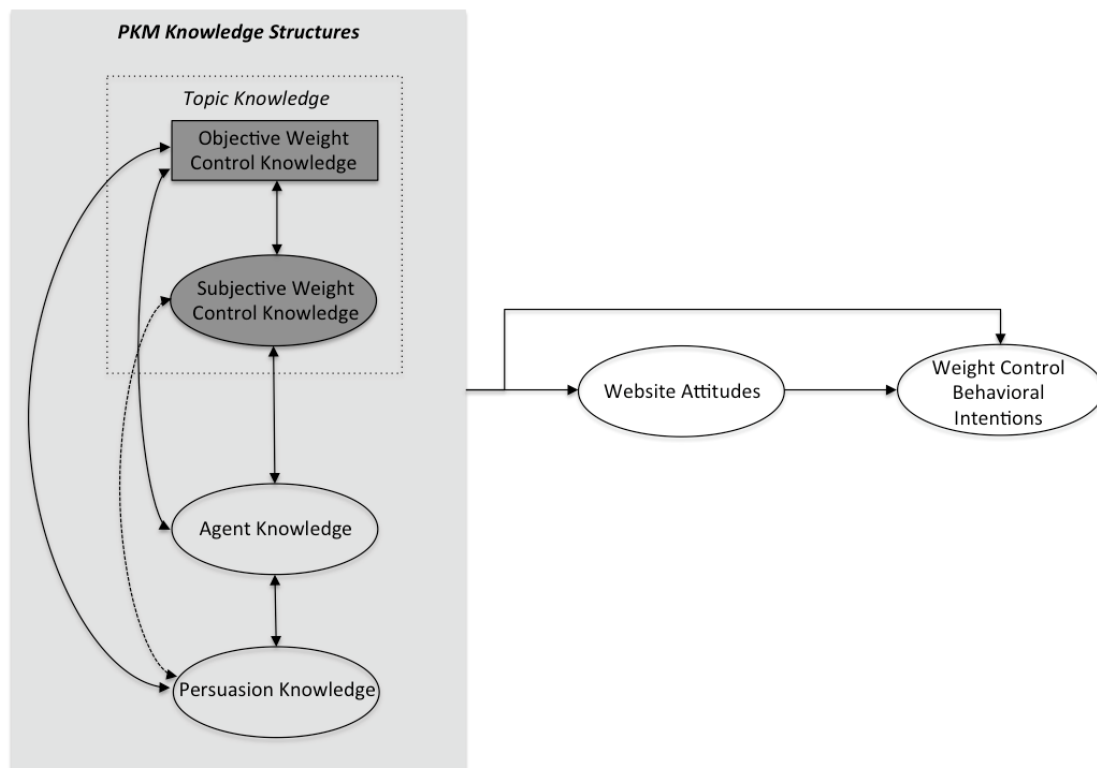 PKM Knowledge Structures
Topic Knowledge
Objective Weight
Control Knowledge
Subjective Weight
Control Knowledge
Agent Knowledge
Persuasion Knowledge
Website Attitudes
Weight Control
Behavioral
Intentions